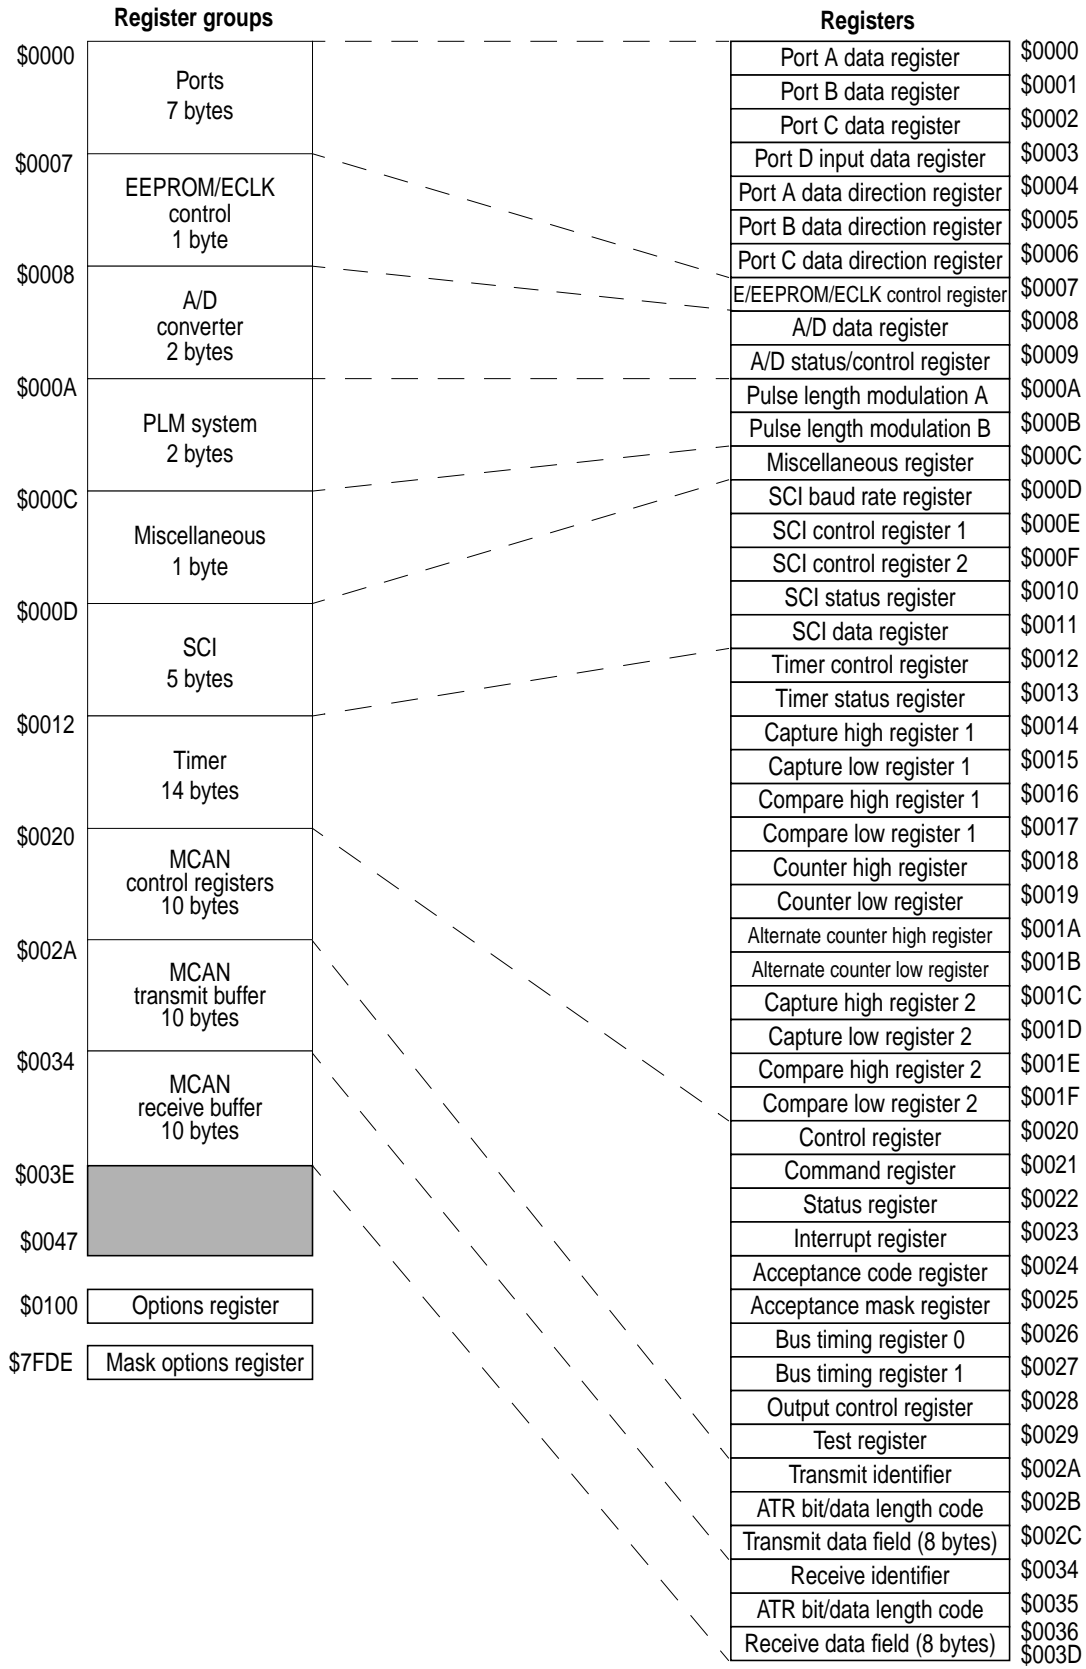 Register groups
$0000
Ports
7 bytes
$0007
EEPROM/ECLK
control
1 byte
$0008
A/D
converter
2 bytes
$000A
PLM system
2 bytes
$000C
Miscellaneous
1 byte
$000D
SCI
5 bytes
$0012
Timer
14 bytes
$0020
MCAN
control registers
10 bytes
$002A
MCAN
transmit buffer
10 bytes
$0034
MCAN
receive buffer
10 bytes
$003E
$0047
$0100 Options register
$7FDE Mask options register
Registers
Port A data register $0000
Port B data register $0001
Port C data register $0002
Port D input data register $0003
Port A data direction register $0004
Port B data direction register $0005
Port C data direction register $0006
E/EEPROM/ECLK control register $0007
A/D data register $0008
A/D status/control register $0009
Pulse length modulation A $000A
Pulse length modulation B $000B
Miscellaneous register $000C
SCI baud rate register $000D
SCI control register 1 $000E
SCI control register 2 $000F
SCI status register $0010
SCI data register $0011
Timer control register $0012
Timer status register $0013
Capture high register 1 $0014
Capture low register 1 $0015
Compare high register 1 $0016
Compare low register 1 $0017
Counter high register $0018
Counter low register $0019
Alternate counter high register $001A
Alternate counter low register $001B
Capture high register 2 $001C
Capture low register 2 $001D
Compare high register 2 $001E
Compare low register 2 $001F
Control register $0020
Command register $0021
Status register $0022
Interrupt register $0023
Acceptance code register $0024
Acceptance mask register $0025
Bus timing register 0 $0026
Bus timing register 1 $0027
Output control register $0028
Test register $0029
Transmit identifier $002A
ATR bit/data length code $002B
Transmit data field (8 bytes) $002C
Receive identifier $0034
ATR bit/data length code $0035
Receive data field (8 bytes) $0036
$003D